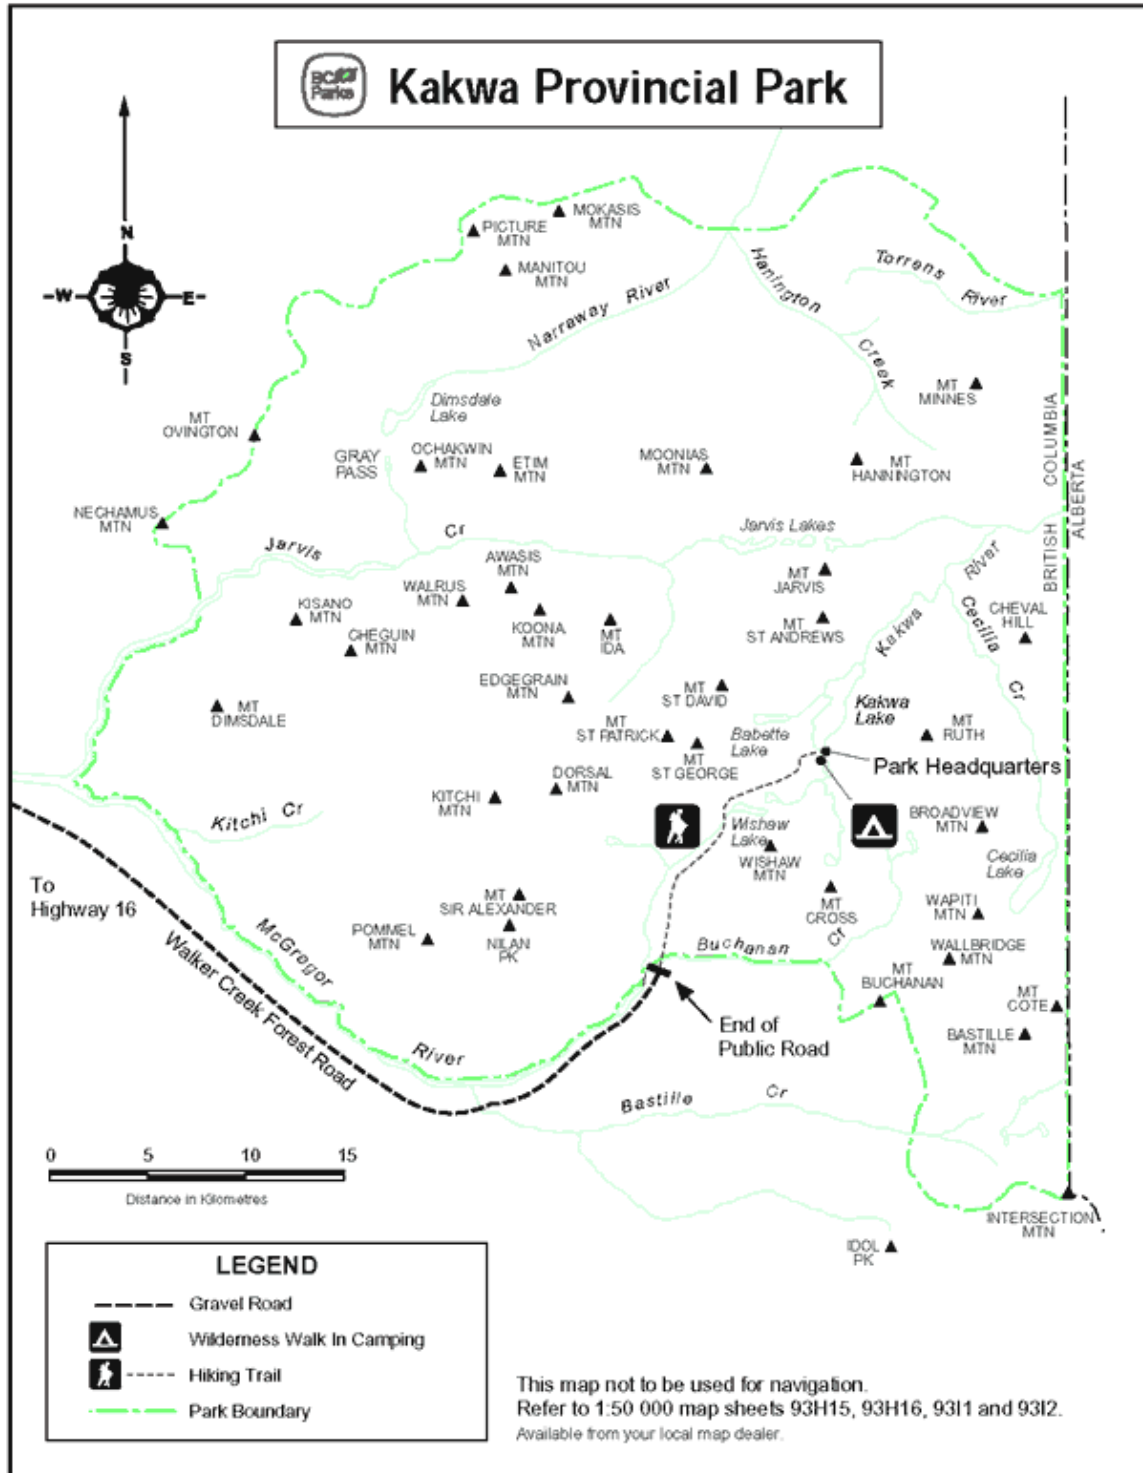 BC
Parks
Kakwa Provincial Park
N
W
E
S
MOKASIS
MTN
PICTURE
MTN
MANITOU
MTN
Narraway River
Hanington
Creek
Torrens
River
Dimsdale
Lake
MT
MINNES
MT
OVINGTON
GRAY
PASS
OCHAKWIN
MTN
ETIM
MTN
MOONIAS
MTN
MT
HANNINGTON
BRITISH COLUMBIA
ALBERTA
NECHAMUS
MTN
Jarvis
Cr
Jarvis Lakes
AWASIS
MTN
WALRUS
MTN
KOONA
MTN
MT
IDA
MT
JARVIS
MT
ST ANDREWS
Kakwa
River
Cecilia
Cr
CHEVAL
HILL
KISANO
MTN
CHEGUIN
MTN
EDGEGRAIN
MTN
MT
ST DAVID
MT
DIMSDALE
MT
ST PATRICK
MT
ST GEORGE
Babette
Lake
Kakwa
Lake
MT
RUTH
Park Headquarters
DORSAL
MTN
KITCHI
MTN
Kitchi Cr
Wishaw
Lake
WISHAW
MTN
BROADVIEW
MTN
Cecilia
Lake
To
Highway 16
MT
SIR ALEXANDER
NILAN
PK
POMMEL
MTN
MT
CROSS
WAPITI
MTN
Buchanan
Cr
WALLBRIDGE
MTN
MT
BUCHANAN
MT
COTE
BASTILLE
MTN
McGregor
River
Walker Creek Forest Road
End of
Public Road
Bastille
Cr
0 5 10 15
Distance in Kilometres
INTERSECTION
MTN
IDOL
PK
LEGEND
Gravel Road
Wilderness Walk In Camping
Hiking Trail
Park Boundary
This map not to be used for navigation.
Refer to 1:50 000 map sheets 93H15, 93H16, 93I1 and 93I2.
Available from your local map dealer.